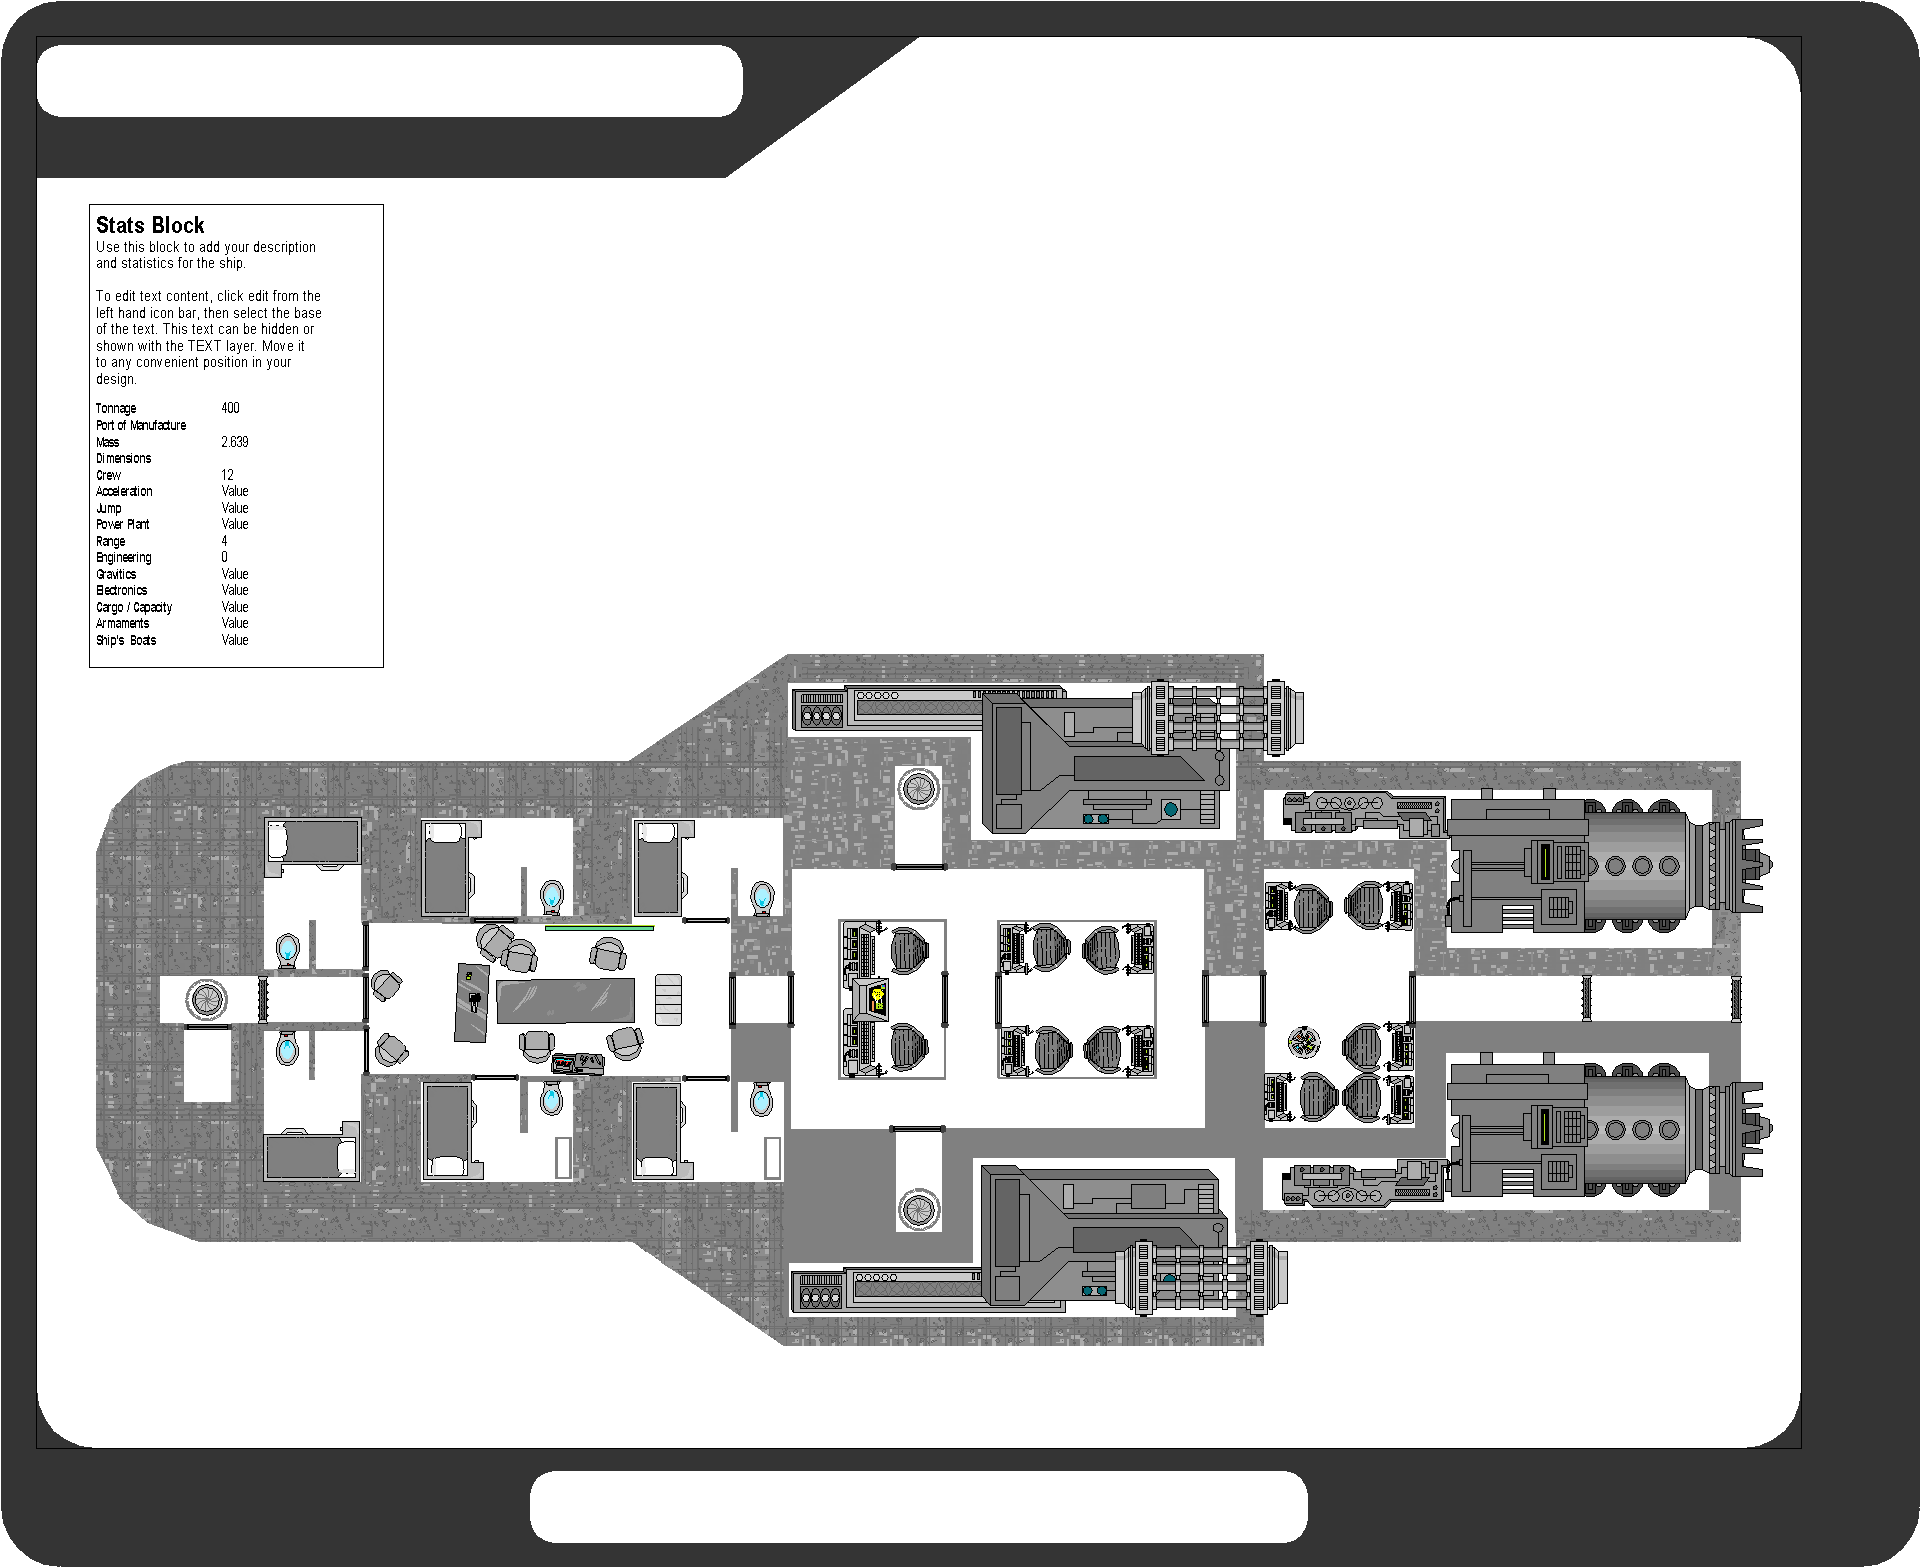 Stats Block
Use this block to add your description
and statistics for the ship.
To edit text content, click edit from the
left hand icon bar, then select the base
of the text. This text can be hidden or
shown with the TEXT layer. Move it
to any convenient position in your
design.
Tonnage 400
Port of Manufacture
Mass 2.639
Dimensions
Crew 12
Acceleration Value
Jump Value
Power Plant Value
Range 4
Engineering 0
Gravitics Value
Electronics Value
Cargo / Capacity Value
Armaments Value
Ship's Boats Value